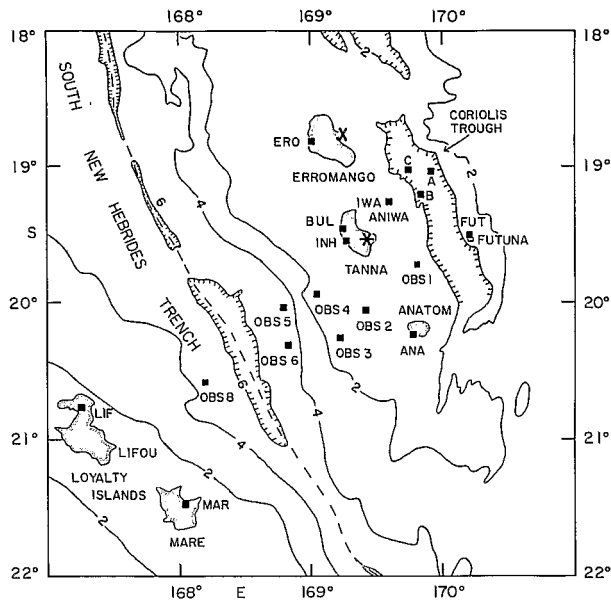 168° 169° 170°
18° 18°
2
2
SOUTH NEW HEBRIDES TRENCH
CORIOLIS TROUGH
ERO
ERROMANGO
19° 19°
4
6
C
A
B
IWA
ANIWA
BUL
INH
TANNA
FUT
FUTUNA
S
OBS 1
20° 20°
OBS 5
OBS 4
OBS 2
ANATOM
OBS 6
OBS 3
ANA
6
2
OBS 8
4
LIF
LIFOU
LOYALTY ISLANDS
4
21° 21°
2
2
MAR
MARE
22° 22°
168° E 169° 170°